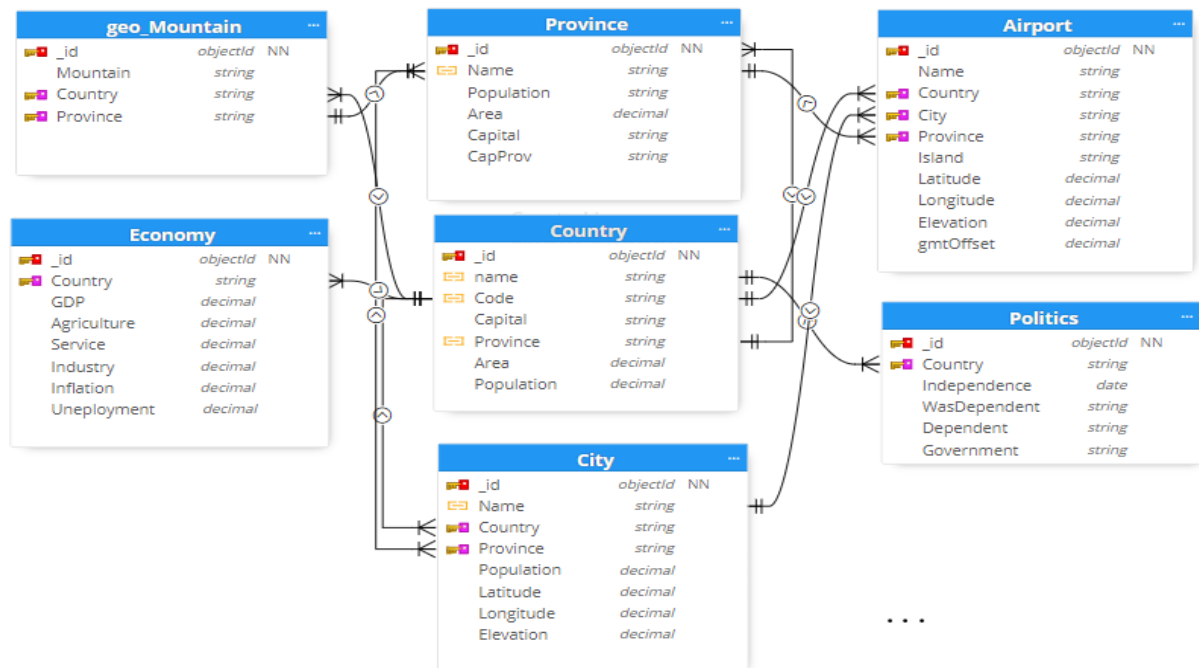 geo_Mountain ...
_id objectId NN
Mountain string
Country string
Province string
Province ...
_id objectId NN
Name string
Population string
Area decimal
Capital string
CapProv string
Airport ...
_id objectId NN
Name string
Country string
City string
Province string
Island string
Latitude decimal
Longitude decimal
Elevation decimal
gmtOffset decimal
Economy ...
_id objectId NN
Country string
GDP decimal
Agriculture decimal
Service decimal
Industry decimal
Inflation decimal
Uneployment decimal
Country ...
_id objectId NN
name string
Code string
Capital string
Province string
Area decimal
Population decimal
Politics ...
_id objectId NN
Country string
Independence date
WasDependent string
Dependent string
Government string
City ...
_id objectId NN
Name string
Country string
Province string
Population decimal
Latitude decimal
Longitude decimal
Elevation decimal
...